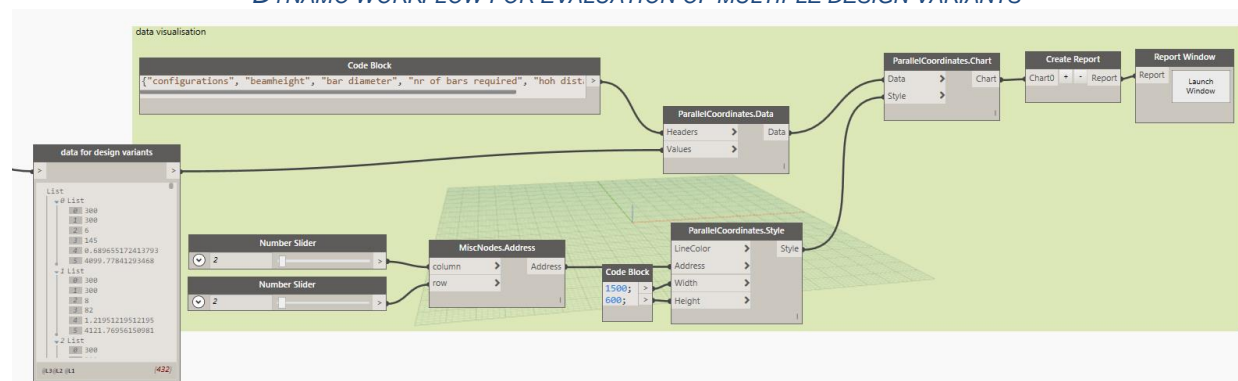 DYNAMO WORKFLOW FOR EVALUATION OF MULTIPLE DESIGN VARIANTS
data visualisation
Code Block
{"configurations", "beamheight", "bar diameter", "nr of bars required", "hoh dist
>
ParallelCoordinates.Data
Headers > Data
Values >
l
ParallelCoordinates.Chart
Data > Chart
Style >
l
Create Report
Chart0 + - Report
Report Window
Report
Launch
Window
data for design variants
> >
List
0 List
0 300
1 300
2 6
3 145
4 0.689655172413793
5 4099.77841293468
1 List
0 300
1 300
2 8
3 82
4 1.21951219512195
5 4121.76956150981
2 List
0 300
@L3 @L2 @L1 {432}
Number Slider
2 >
Number Slider
2 >
MiscNodes.Address
column > Address
row >
l
Code Block
1500; >
600; >
ParallelCoordinates.Style
LineColor > Style
Address >
Width >
Height >
l